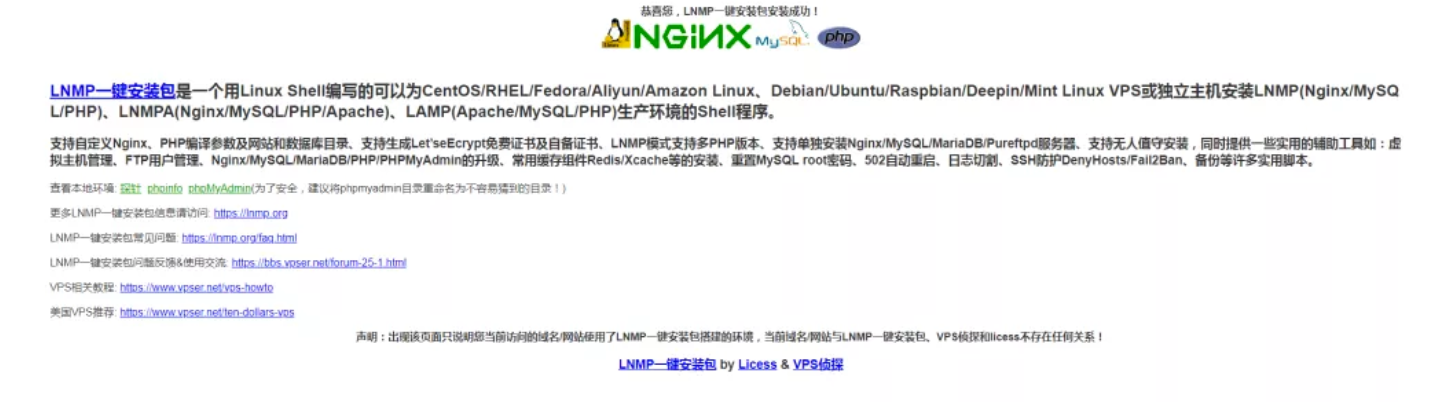 恭喜您，LNMP一键安装包安装成功！
NGiNX MySQL php
LNMP一键安装包是一个用Linux Shell编写的可以为CentOS/RHEL/Fedora/Aliyun/Amazon Linux、Debian/Ubuntu/Raspbian/Deepin/Mint Linux VPS或独立主机安装LNMP(Nginx/MySQ
L/PHP)、LNMPA(Nginx/MySQL/PHP/Apache)、LAMP(Apache/MySQL/PHP)生产环境的Shell程序。
支持自定义Nginx、PHP编译参数及网站和数据库目录、支持生成Let'seEcrypt免费证书及自备证书、LNMP模式支持多PHP版本、支持单独安装Nginx/MySQL/MariaDB/Pureftpd服务器、支持无人值守安装，同时提供一些实用的辅助工具如：虚
拟主机管理、FTP用户管理、Nginx/MySQL/MariaDB/PHP/PHPMyAdmin的升级、常用缓存组件Redis/Xcache等的安装、重置MySQL root密码、502自动重启、日志切割、SSH防护DenyHosts/Fail2Ban、备份等许多实用脚本。
查看本地环境: 探针 phpinfo phpMyAdmin(为了安全，建议将phpmyadmin目录重命名为不容易猜到的目录！)
更多LNMP一键安装包信息请访问: https://lnmp.org
LNMP一键安装包常见问题: https://lnmp.org/faq.html
LNMP一键安装包问题反馈&使用交流: https://bbs.vpser.net/forum-25-1.html
VPS相关教程: https://www.vpser.net/vps-howto
美国VPS推荐: https://www.vpser.net/ten-dollars-vps
声明：出现该页面只说明您当前访问的域名/网站使用了LNMP一键安装包搭建的环境，当前域名/网站与LNMP一键安装包、VPS侦探和licess不存在任何关系！
LNMP一键安装包 by Licess & VPS侦探